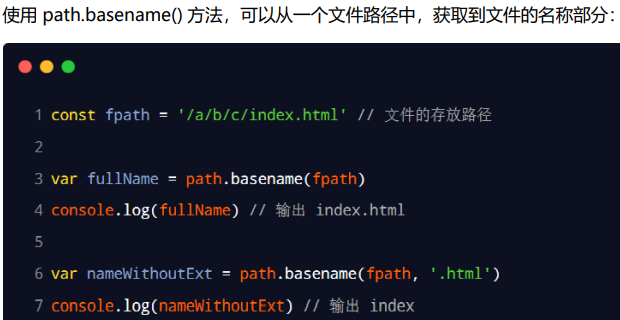 使用 path.basename() 方法，可以从一个文件路径中，获取到文件的名称部分：
1 const fpath = '/a/b/c/index.html' // 文件的存放路径
2
3 var fullName = path.basename(fpath)
4 console.log(fullName) // 输出 index.html
5
6 var nameWithoutExt = path.basename(fpath, '.html')
7 console.log(nameWithoutExt) // 输出 index